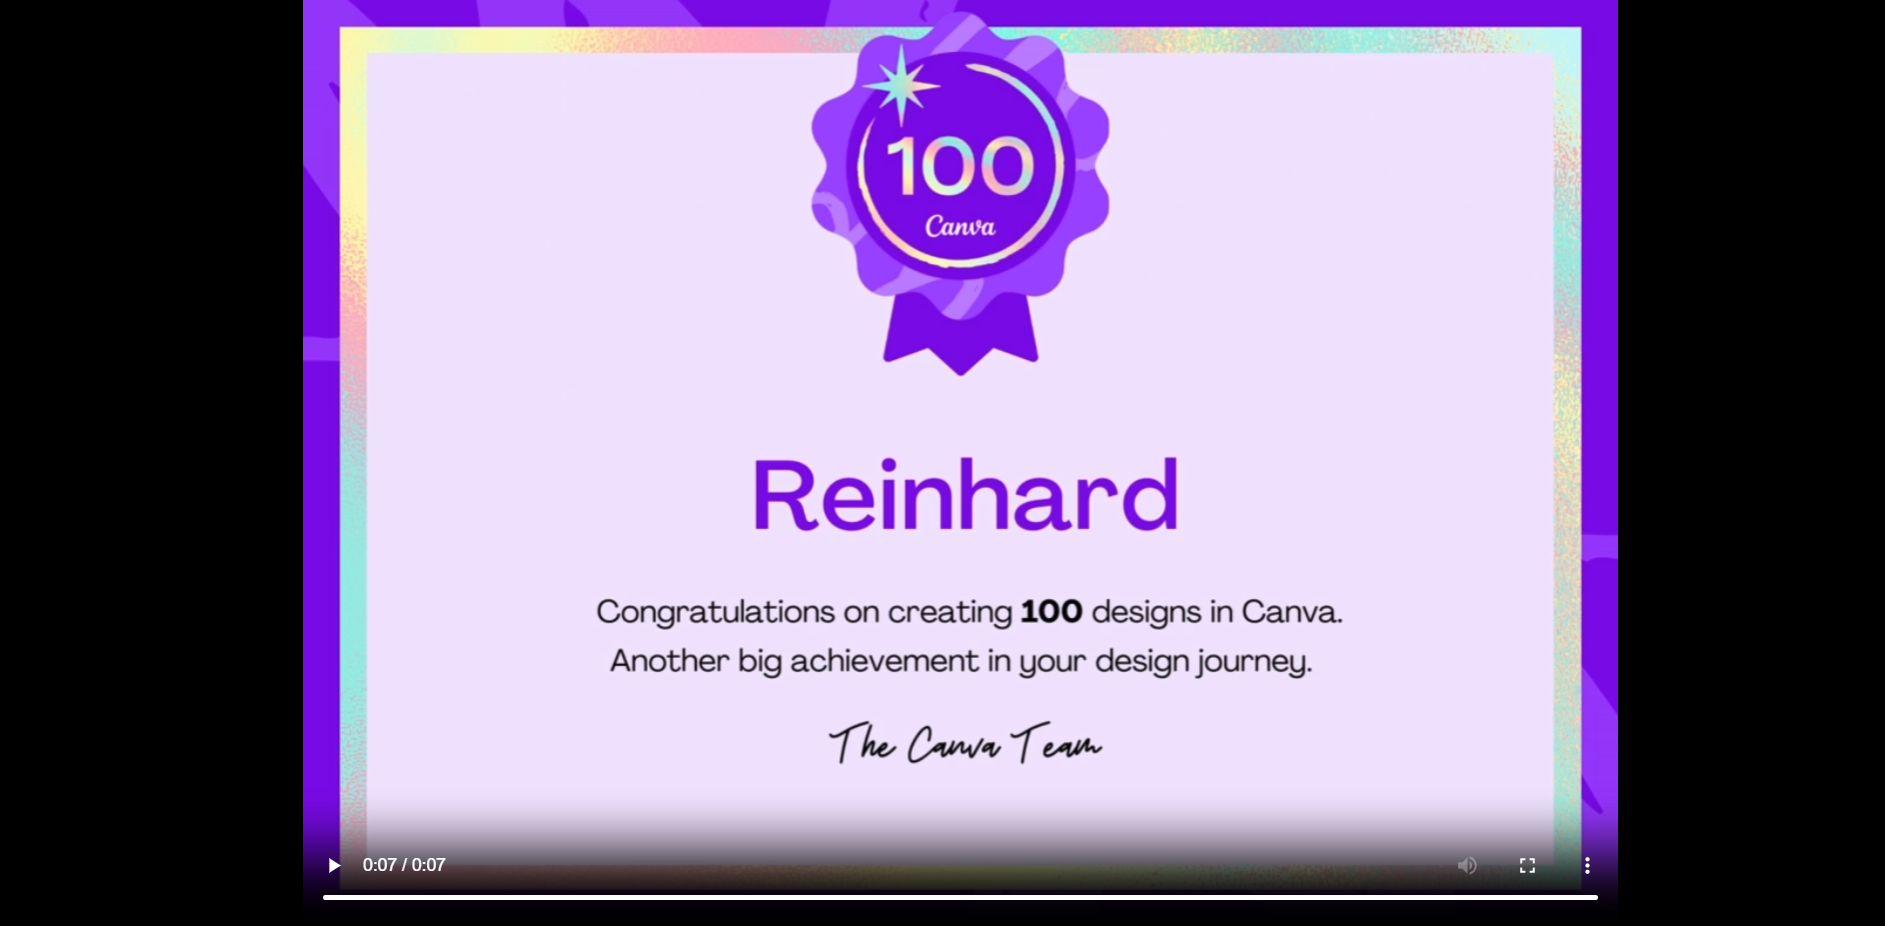 100
Canva
Reinhard
Congratulations on creating 100 designs in Canva.
Another big achievement in your design journey.
The Canva Team
0:07 / 0:07